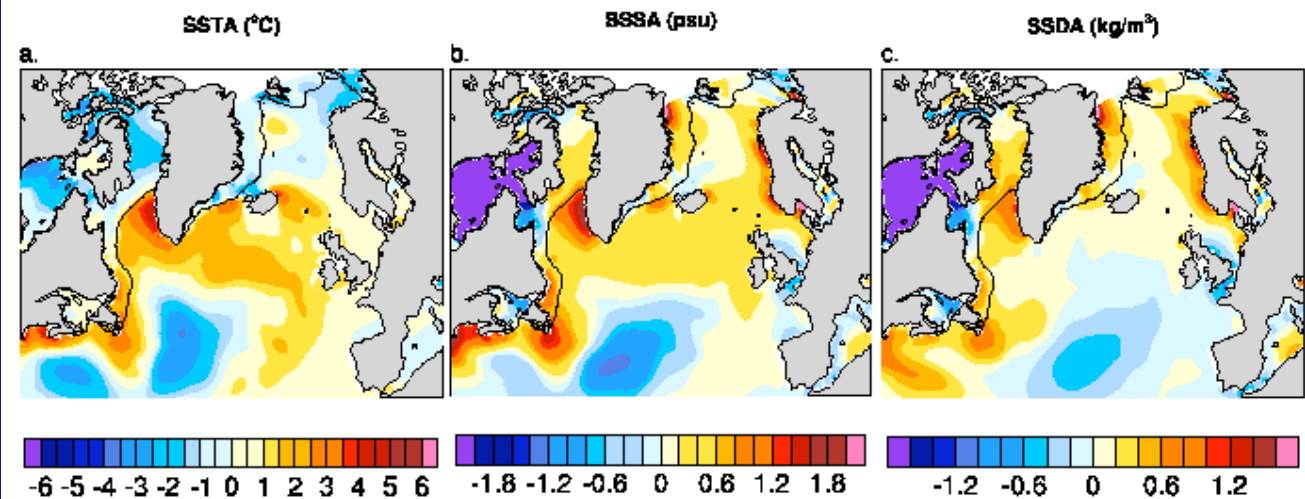 SSTA (°C)
SSSA (psu)
SSDA (kg/m³)
a.
b.
c.
-6 -5 -4 -3 -2 -1 0 1 2 3 4 5 6
-1.8 -1.2 -0.6 0 0.6 1.2 1.8
-1.2 -0.6 0 0.6 1.2